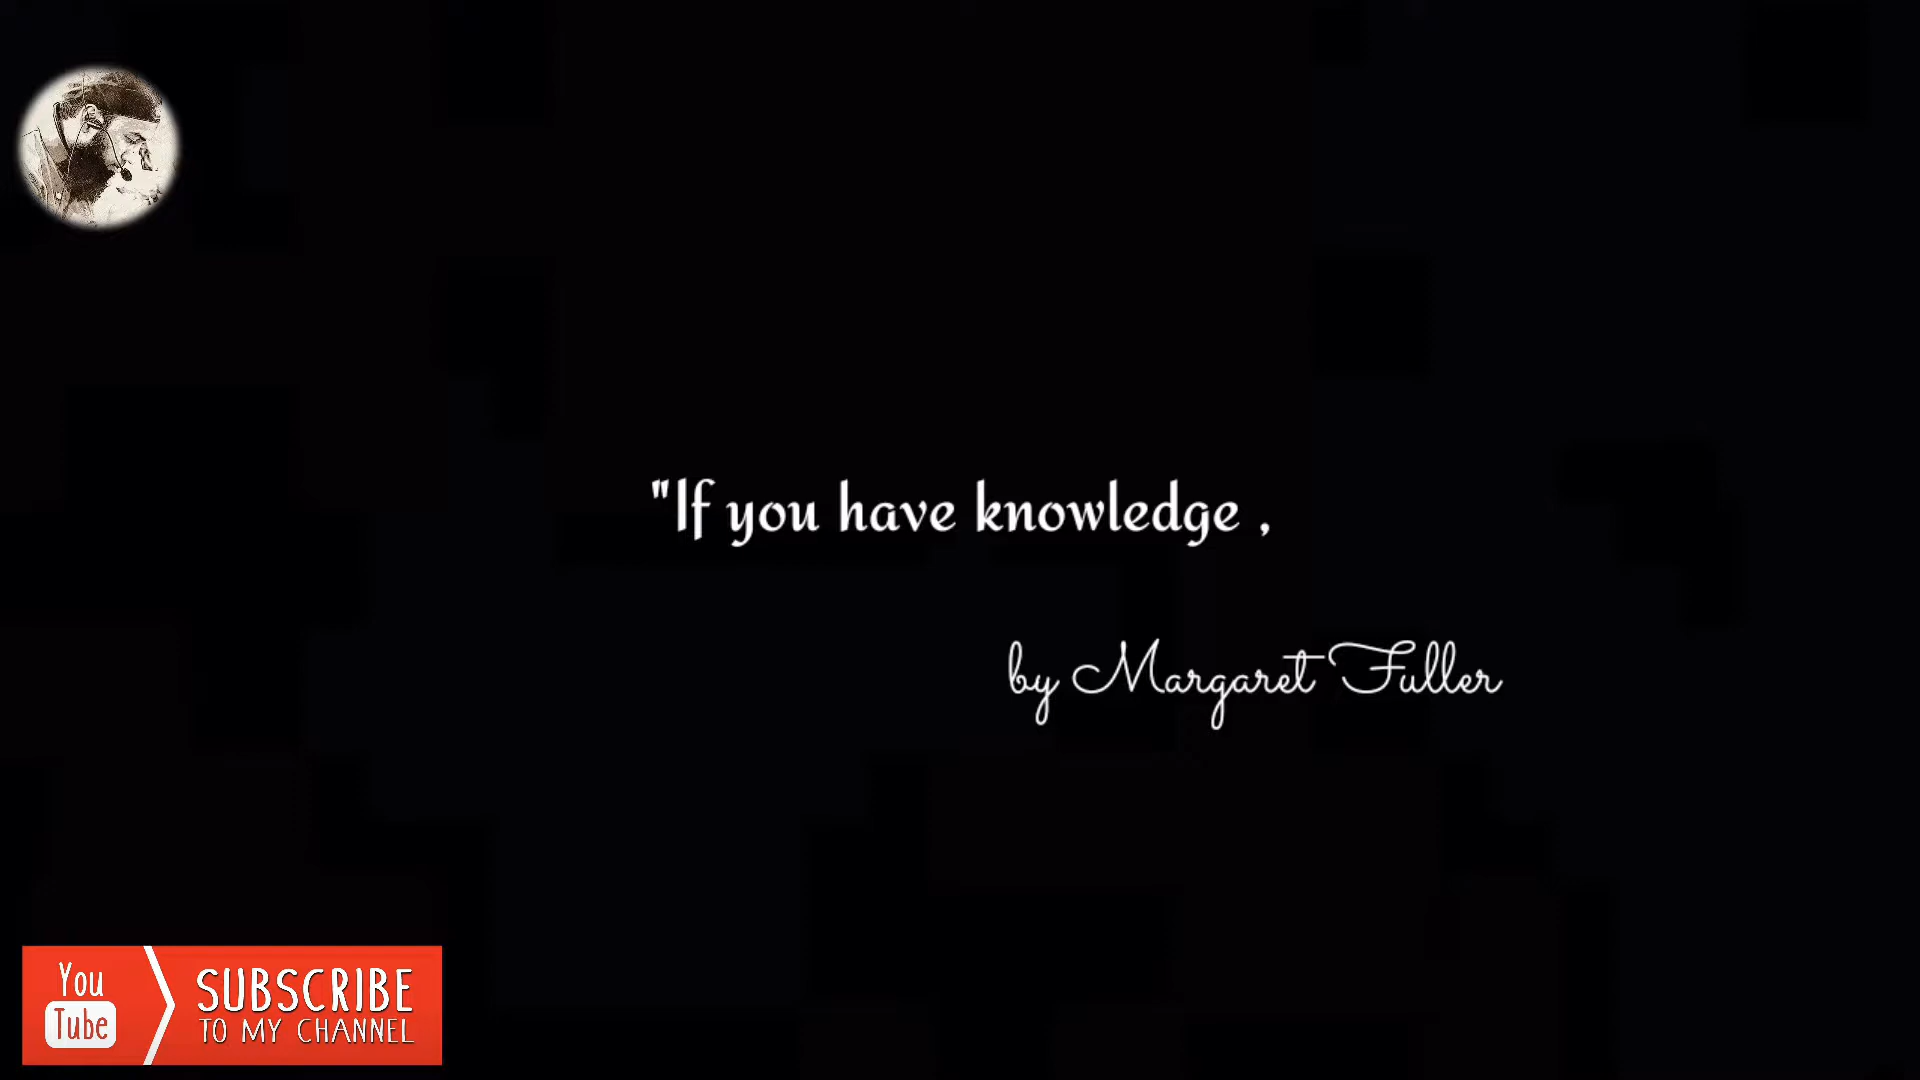 "If you have knowledge ,
by Margaret Fuller
You
Tube
SUBSCRIBE
TO MY CHANNEL